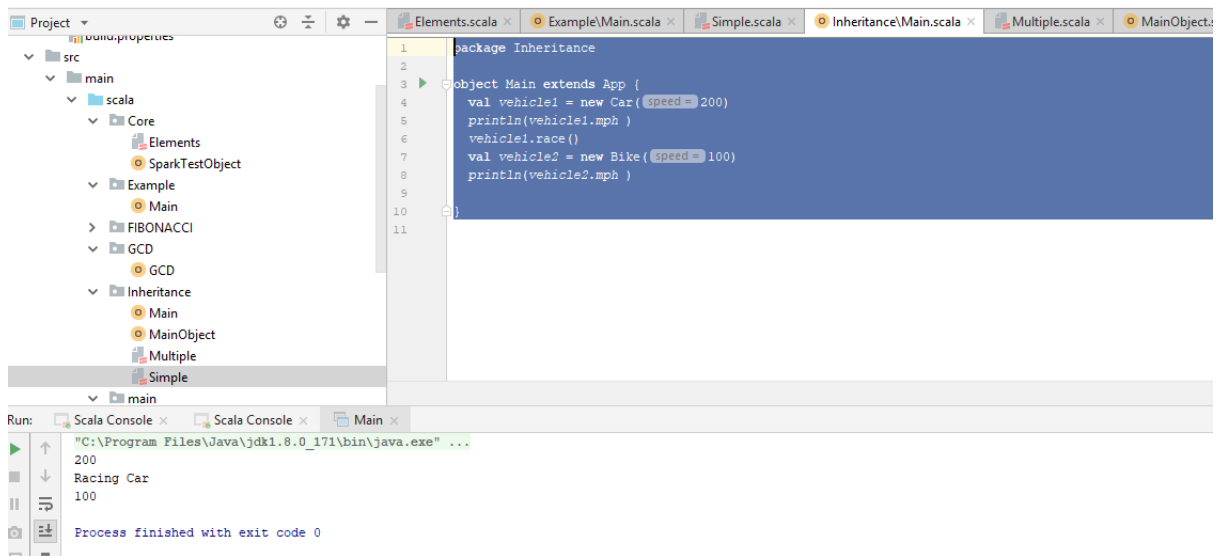 Project
Elements.scala
Example\Main.scala
Simple.scala
Inheritance\Main.scala
Multiple.scala
MainObject.s
build.properties
src
main
scala
Core
Elements
SparkTestObject
Example
Main
FIBONACCI
GCD
GCD
Inheritance
Main
MainObject
Multiple
Simple
main
1 package Inheritance
2
3 object Main extends App {
4 val vehicle1 = new Car( speed = 200)
5 println(vehicle1.mph )
6 vehicle1.race()
7 val vehicle2 = new Bike( speed = 100)
8 println(vehicle2.mph )
9
10 }
11
Run: Scala Console Scala Console Main
"C:\Program Files\Java\jdk1.8.0_171\bin\java.exe" ...
200
Racing Car
100
Process finished with exit code 0